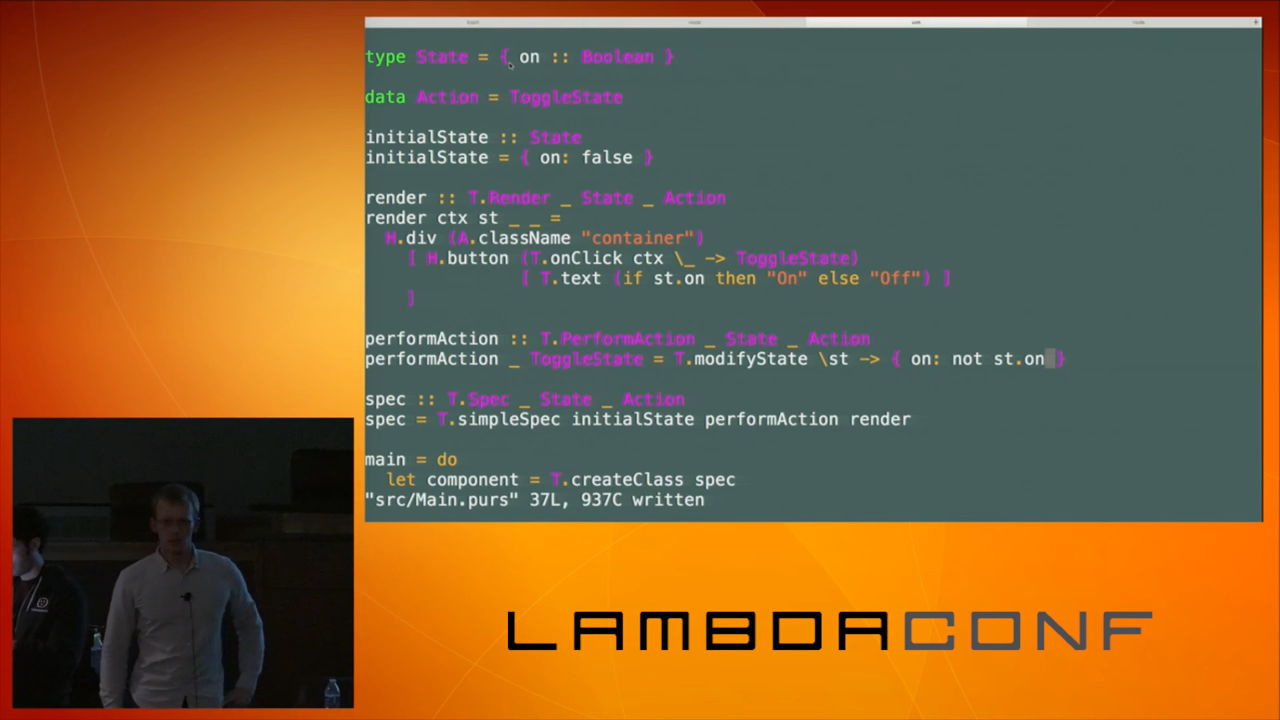 type State = { on :: Boolean }
data Action = ToggleState
initialState :: State
initialState = { on: false }
render :: T.Render _ State _ Action
render ctx st _ _ =
H.div (A.className "container")
[ H.button (T.onClick ctx \_ -> ToggleState)
[ T.text (if st.on then "On" else "Off") ]
]
performAction :: T.PerformAction _ State _ Action
performAction _ ToggleState = T.modifyState \st -> { on: not st.on }
spec :: T.Spec _ State _ Action
spec = T.simpleSpec initialState performAction render
main = do
let component = T.createClass spec
"src/Main.purs" 37L, 937C written
LAMBDACONF